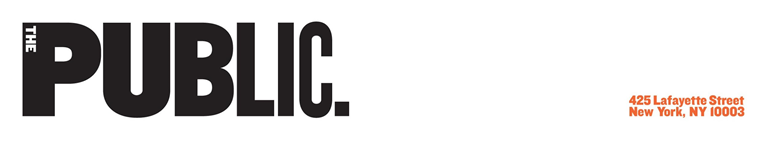 THE
PUBLIC.
425 Lafayette Street
New York, NY 10003